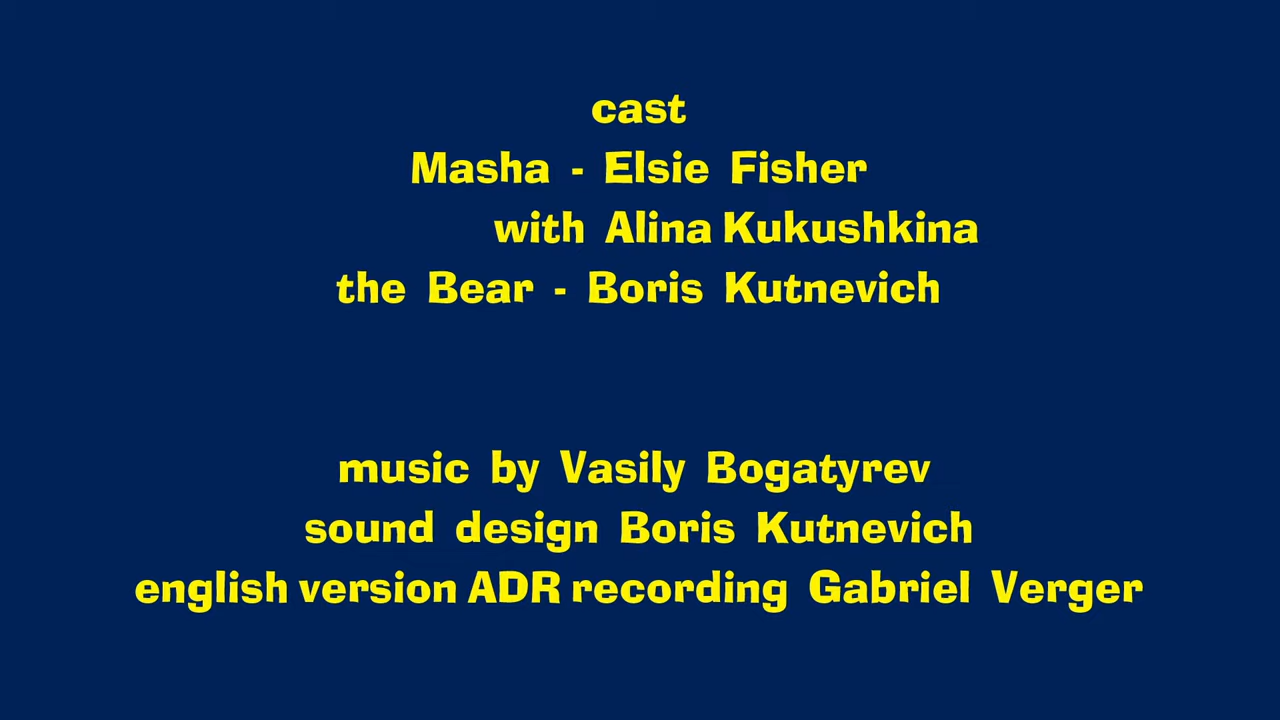 cast
Masha - Elsie Fisher
with Alina Kukushkina
the Bear - Boris Kutnevich
music by Vasily Bogatyrev
sound design Boris Kutnevich
english version ADR recording Gabriel Verger